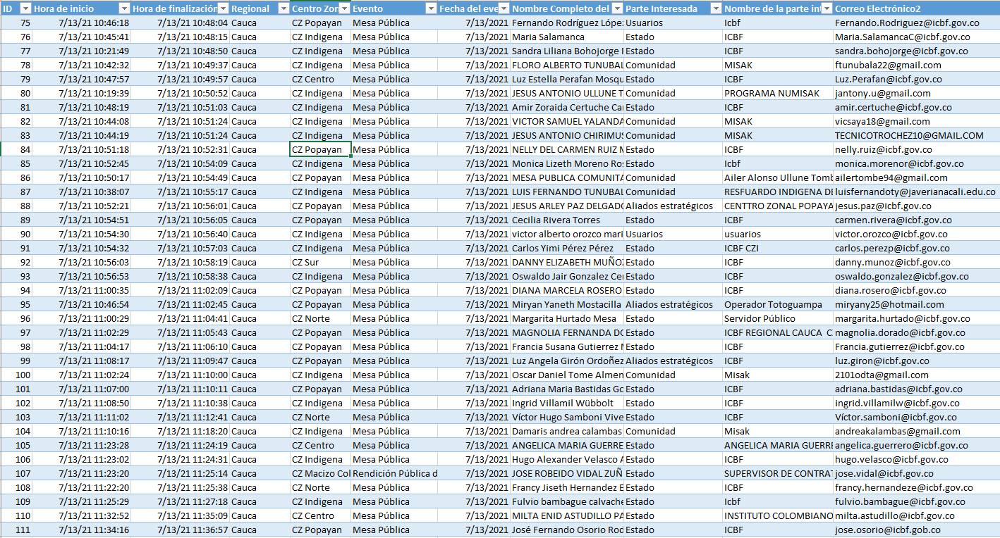 ID Hora de inicio Hora de finalización Regional Centro Zon Evento Fecha del eve Nombre Completo del Parte Interesada Nombre de la parte in Correo Electrónico2
75 7/13/21 10:46:18 7/13/21 10:48:04 Cauca CZ Popayan Mesa Pública 7/13/2021 Fernando Rodríguez Lópe Usuarios Icbf Fernando.Rodriguez@icbf.gov.co
76 7/13/21 10:45:41 7/13/21 10:48:15 Cauca CZ Indigena Mesa Pública 7/13/2021 Maria Salamanca Estado ICBF Maria.SalamancaC@icbf.gov.co
77 7/13/21 10:21:49 7/13/21 10:48:50 Cauca CZ Indigena Mesa Pública 7/13/2021 Sandra Liliana Bohojorge Estado ICBF sandra.bohojorge@icbf.gov.co
78 7/13/21 10:42:32 7/13/21 10:49:37 Cauca CZ Indigena Mesa Pública 7/13/2021 FLORO ALBERTO TUNUBAL Comunidad MISAK ftunubala22@gmail.com
79 7/13/21 10:47:57 7/13/21 10:49:57 Cauca CZ Centro Mesa Pública 7/13/2021 Luz Estella Perafan Mosqu Estado ICBF Luz.Perafan@icbf.gov.co
80 7/13/21 10:19:39 7/13/21 10:50:52 Cauca CZ Indigena Mesa Pública 7/13/2021 JESUS ANTONIO ULLUNE T Comunidad PROGRAMA NUMISAK jantony.u@gmail.com
81 7/13/21 10:48:19 7/13/21 10:51:03 Cauca CZ Indigena Mesa Pública 7/13/2021 Amir Zoraida Certuche Ca Estado ICBF amir.certuche@icbf.gov.co
82 7/13/21 10:44:08 7/13/21 10:51:24 Cauca CZ Indigena Mesa Pública 7/13/2021 VICTOR SAMUEL YALANDA Comunidad MISAK vicsaya18@gmail.com
83 7/13/21 10:44:19 7/13/21 10:51:24 Cauca CZ Indigena Mesa Pública 7/13/2021 JESUS ANTONIO CHIRIMUS Comunidad MISAK TECNICOTROCHEZ10@GMAIL.COM
84 7/13/21 10:51:18 7/13/21 10:52:31 Cauca CZ Popayan Mesa Pública 7/13/2021 NELLY DEL CARMEN RUIZ M Estado ICBF nelly.ruiz@icbf.gov.co
85 7/13/21 10:52:45 7/13/21 10:54:09 Cauca CZ Indigena Mesa Pública 7/13/2021 Monica Lizeth Moreno Ro Estado Icbf monica.morenor@icbf.gov.co
86 7/13/21 10:50:17 7/13/21 10:54:49 Cauca CZ Popayan Mesa Pública 7/13/2021 MESA PUBLICA COMUNITA Comunidad Ailer Alonso Ullune Tomb ailertombe94@gmail.com
87 7/13/21 10:38:07 7/13/21 10:55:17 Cauca CZ Indigena Mesa Pública 7/13/2021 LUIS FERNANDO TUNUBAL Comunidad RESFUARDO INDIGENA DE luisfernandoty@javerianacali.edu.co
88 7/13/21 10:52:21 7/13/21 10:56:01 Cauca CZ Popayan Mesa Pública 7/13/2021 JESUS ARLEY PAZ DELGADO Aliados estratégicos CENTTRO ZONAL POPAYA jesus.paz@icbf.gov.co
89 7/13/21 10:54:51 7/13/21 10:56:05 Cauca CZ Popayan Mesa Pública 7/13/2021 Cecilia Rivera Torres Estado ICBF carmen.rivera@icbf.gov.co
90 7/13/21 10:54:30 7/13/21 10:56:40 Cauca CZ Indigena Mesa Pública 7/13/2021 victor alberto orozco mari Usuarios usuarios victor.orozco@icbf.gov.co
91 7/13/21 10:54:32 7/13/21 10:57:03 Cauca CZ Indigena Mesa Pública 7/13/2021 Carlos Yimi Pérez Pérez Estado ICBF CZI carlos.perezp@icbf.gov.co
92 7/13/21 10:56:03 7/13/21 10:58:19 Cauca CZ Sur Mesa Pública 7/13/2021 DANNY ELIZABETH MUÑOZ Estado ICBF danny.munoz@icbf.gov.co
93 7/13/21 10:56:53 7/13/21 10:58:38 Cauca CZ Indigena Mesa Pública 7/13/2021 Oswaldo Jair Gonzalez Ce Estado ICBF oswaldo.gonzalez@icbf.gov.co
94 7/13/21 11:00:35 7/13/21 11:02:09 Cauca CZ Popayan Mesa Pública 7/13/2021 DIANA MARCELA ROSERO Estado ICBF diana.rosero@icbf.gov.co
95 7/13/21 10:46:54 7/13/21 11:02:45 Cauca CZ Popayan Mesa Pública 7/13/2021 Miryan Yaneth Mostacilla Aliados estratégicos Operador Totoguampa miryany25@hotmail.com
96 7/13/21 11:00:29 7/13/21 11:04:41 Cauca CZ Norte Mesa Pública 7/13/2021 Margarita Hurtado Mesa Estado Servidor Público margarita.hurtado@icbf.gov.co
97 7/13/21 11:02:29 7/13/21 11:05:43 Cauca CZ Popayan Mesa Pública 7/13/2021 MAGNOLIA FERNANDA DO Estado ICBF REGIONAL CAUCA C magnolia.dorado@icbf.gov.co
98 7/13/21 11:04:17 7/13/21 11:06:10 Cauca CZ Popayan Mesa Pública 7/13/2021 Francia Susana Gutierrez M Estado ICBF Francia.gutierrez@icbf.gov.co
99 7/13/21 11:08:17 7/13/21 11:09:47 Cauca CZ Popayan Mesa Pública 7/13/2021 Luz Angela Girón Ordoñez Aliados estratégicos ICBF luz.giron@icbf.gov.co
100 7/13/21 11:02:24 7/13/21 11:10:00 Cauca CZ Indigena Mesa Pública 7/13/2021 Oscar Daniel Tome Almen Comunidad Misak 2101odta@gmail.com
101 7/13/21 11:07:00 7/13/21 11:10:11 Cauca CZ Popayan Mesa Pública 7/13/2021 Adriana Maria Bastidas Go Estado ICBF adriana.bastidas@icbf.gov.co
102 7/13/21 11:08:50 7/13/21 11:10:38 Cauca CZ Indigena Mesa Pública 7/13/2021 Ingrid Villamil Wübbolt Estado ICBF ingrid.villamilw@icbf.gov.co
103 7/13/21 11:11:02 7/13/21 11:12:41 Cauca CZ Norte Mesa Pública 7/13/2021 Víctor Hugo Samboni Vive Estado ICBF Víctor.samboni@icbf.gov.co
104 7/13/21 11:10:16 7/13/21 11:18:20 Cauca CZ Indigena Mesa Pública 7/13/2021 Damaris andrea calambas Comunidad Misak andreakalambas@gmail.com
105 7/13/21 11:23:28 7/13/21 11:24:19 Cauca CZ Centro Mesa Pública 7/13/2021 ANGELICA MARIA GUERRE Estado ANGELICA MARIA GUERR angelica.guerrero@icbf.gov.co
106 7/13/21 11:23:02 7/13/21 11:24:31 Cauca CZ Indigena Mesa Pública 7/13/2021 Hugo Alexander Velasco A Estado ICBF hugo.velasco@icbf.gov.co
107 7/13/21 11:23:20 7/13/21 11:25:14 Cauca CZ Macizo Col Rendición Pública d 7/13/2021 JOSE ROBEIDO VIDAL ZUÑ Estado SUPERVISOR DE CONTRAT jose.vidal@icbf.gov.co
108 7/13/21 11:22:20 7/13/21 11:25:38 Cauca CZ Norte Mesa Pública 7/13/2021 Francy Jiseth Hernandez E Estado ICBF francy.hernandeze@icbf.gov.co
109 7/13/21 11:25:29 7/13/21 11:27:18 Cauca CZ Indigena Mesa Pública 7/13/2021 Fulvio bambague calvache Estado Icbf fulvio.bambague@icbf.gov.co
110 7/13/21 11:32:52 7/13/21 11:35:09 Cauca CZ Centro Mesa Pública 7/13/2021 MILTA ENID ASTUDILLO PA Estado INSTITUTO COLOMBIANO milta.astudillo@icbf.gov.co
111 7/13/21 11:34:16 7/13/21 11:36:57 Cauca CZ Popayan Mesa Pública 7/13/2021 José Fernando Osorio Rod Estado ICBF jose.osorio@icbf.gob.co